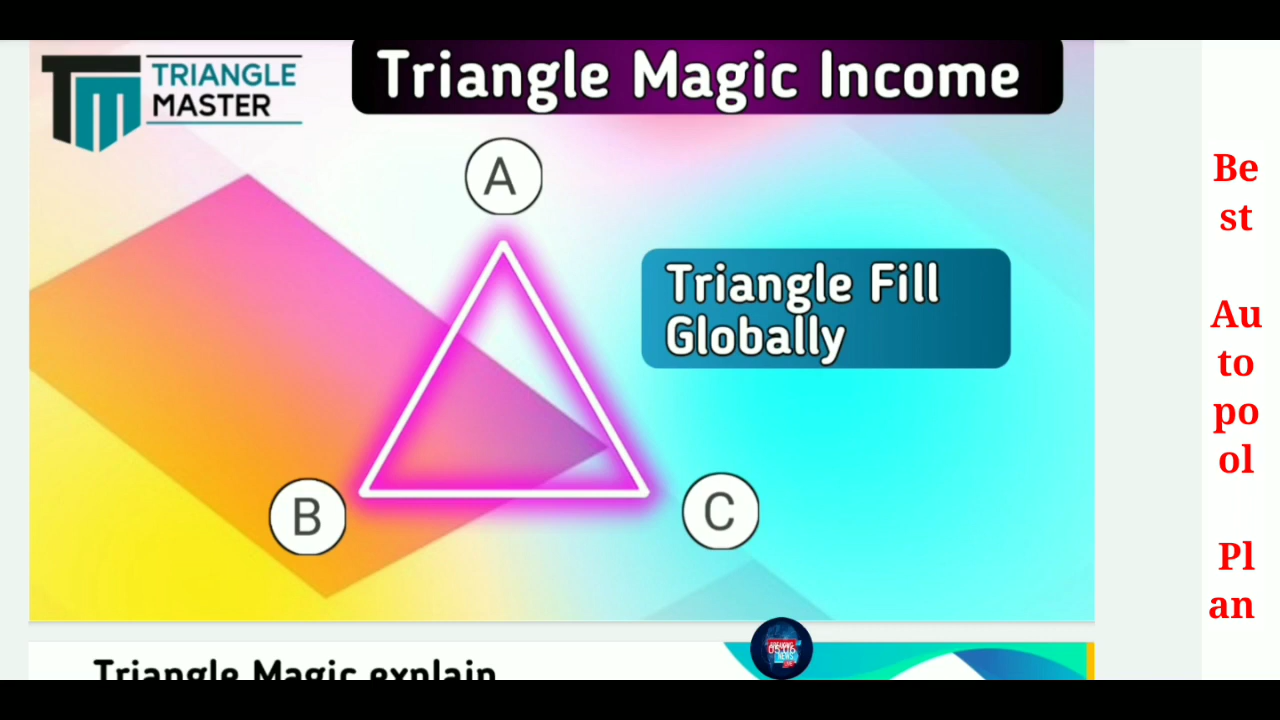 TRIANGLE
MASTER
Triangle Magic Income
A
Triangle Fill
Globally
B
C
Triangle Magic explain
Be
st
Au
to
po
ol
Pl
an